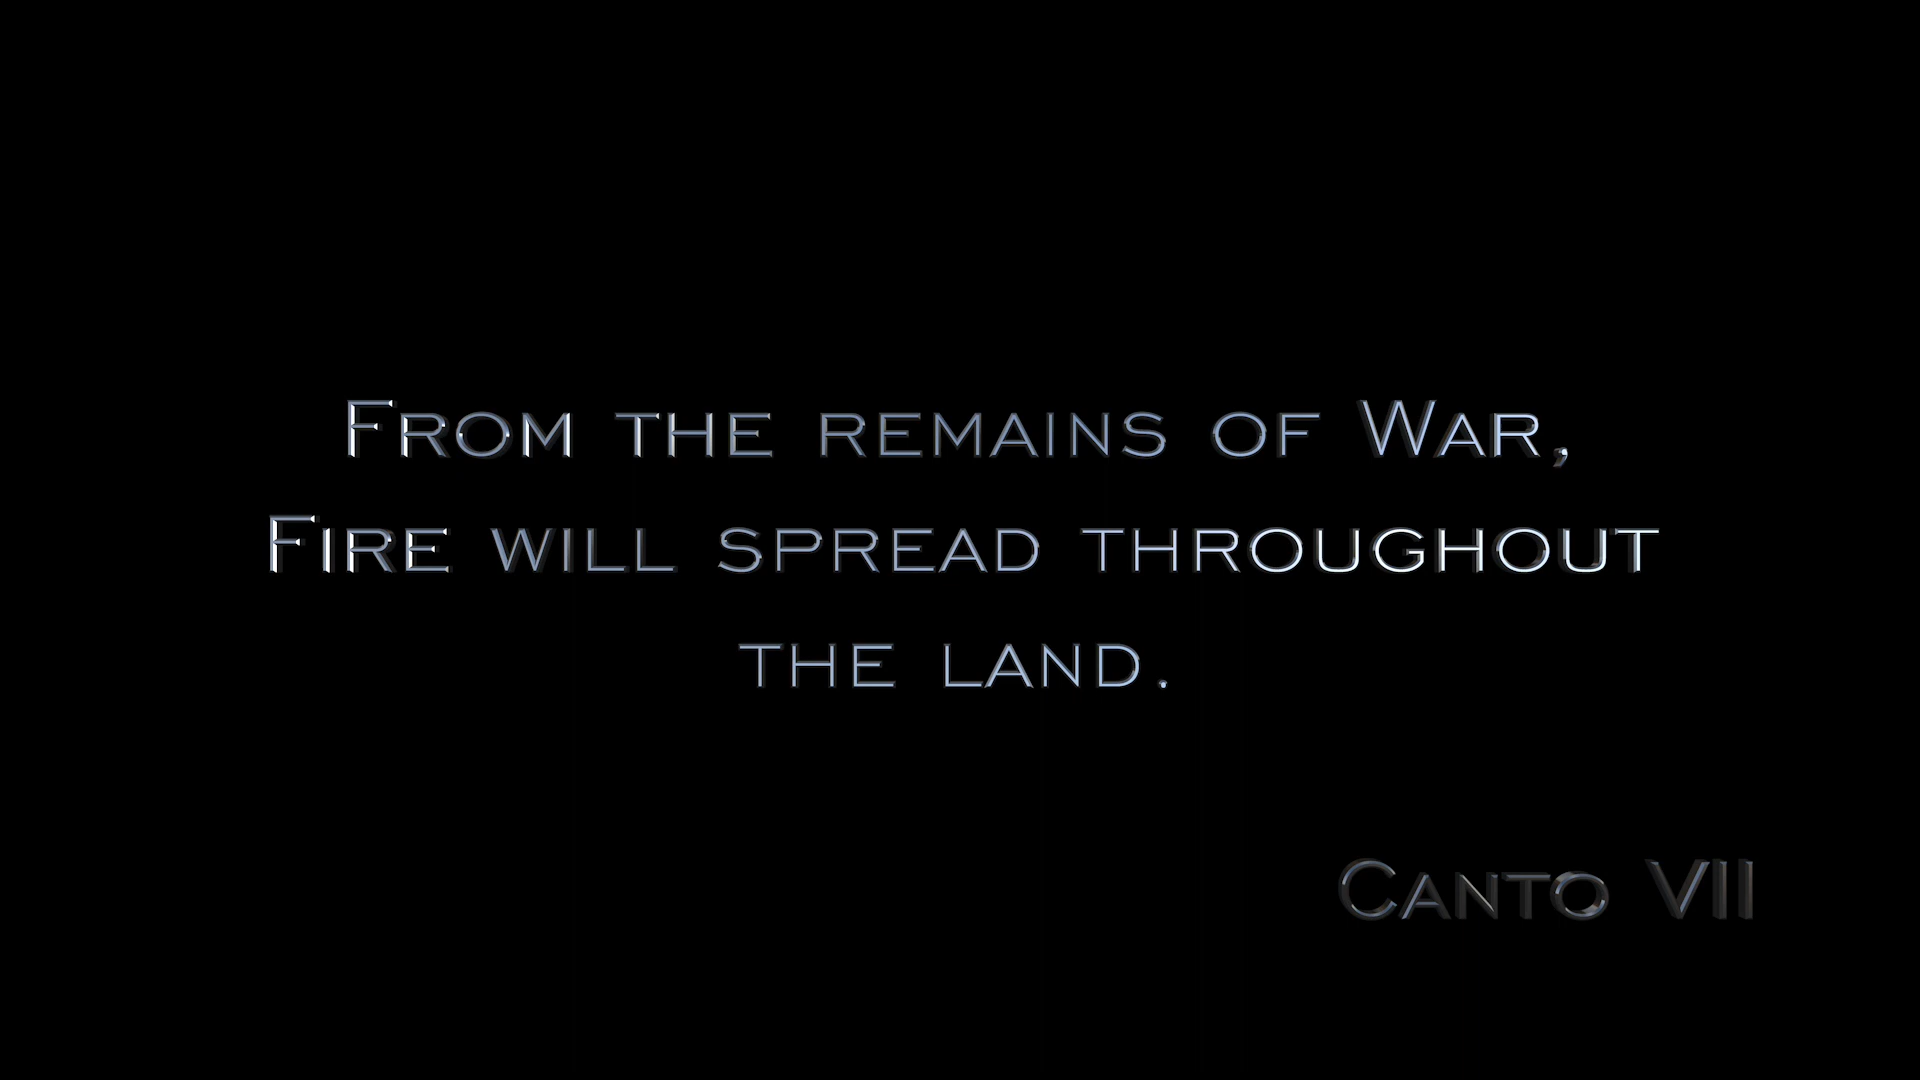 From the remains of War,
Fire will spread throughout
the land.
Canto VII